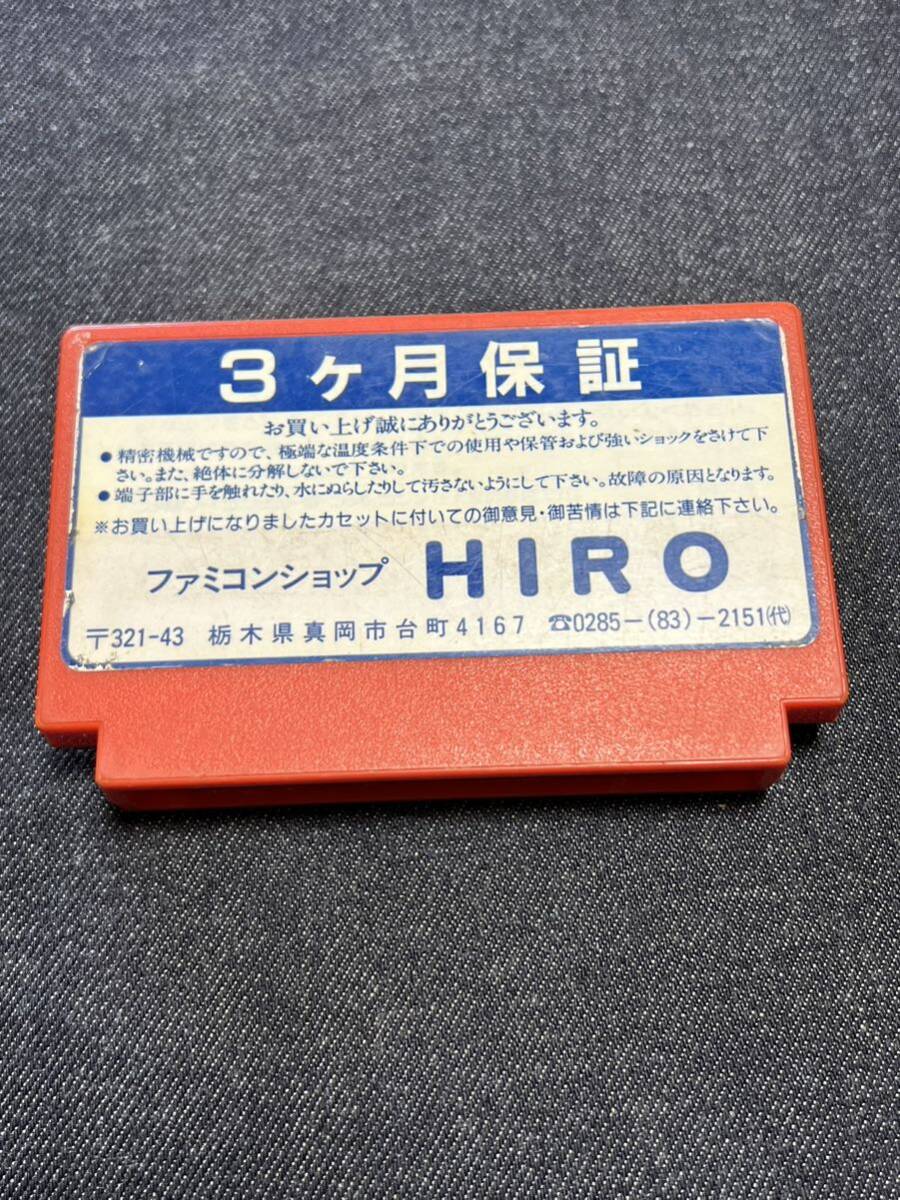 3ヶ月保証
お買い上げ誠にありがとうございます。
●精密機械ですので、極端な温度条件下での使用や保管および強いショックをさけて下
さい。また、絶体に分解しないで下さい。
●端子部に手を触れたり、水にぬらしたりして汚さないようにして下さい。故障の原因となります。
※お買い上げになりましたカセットに付いての御意見・御苦情は下記に連絡下さい。
ファミコンショップ HIRO
〒321-43 栃木県真岡市台町4167 ☎0285-(83)-2151㈹